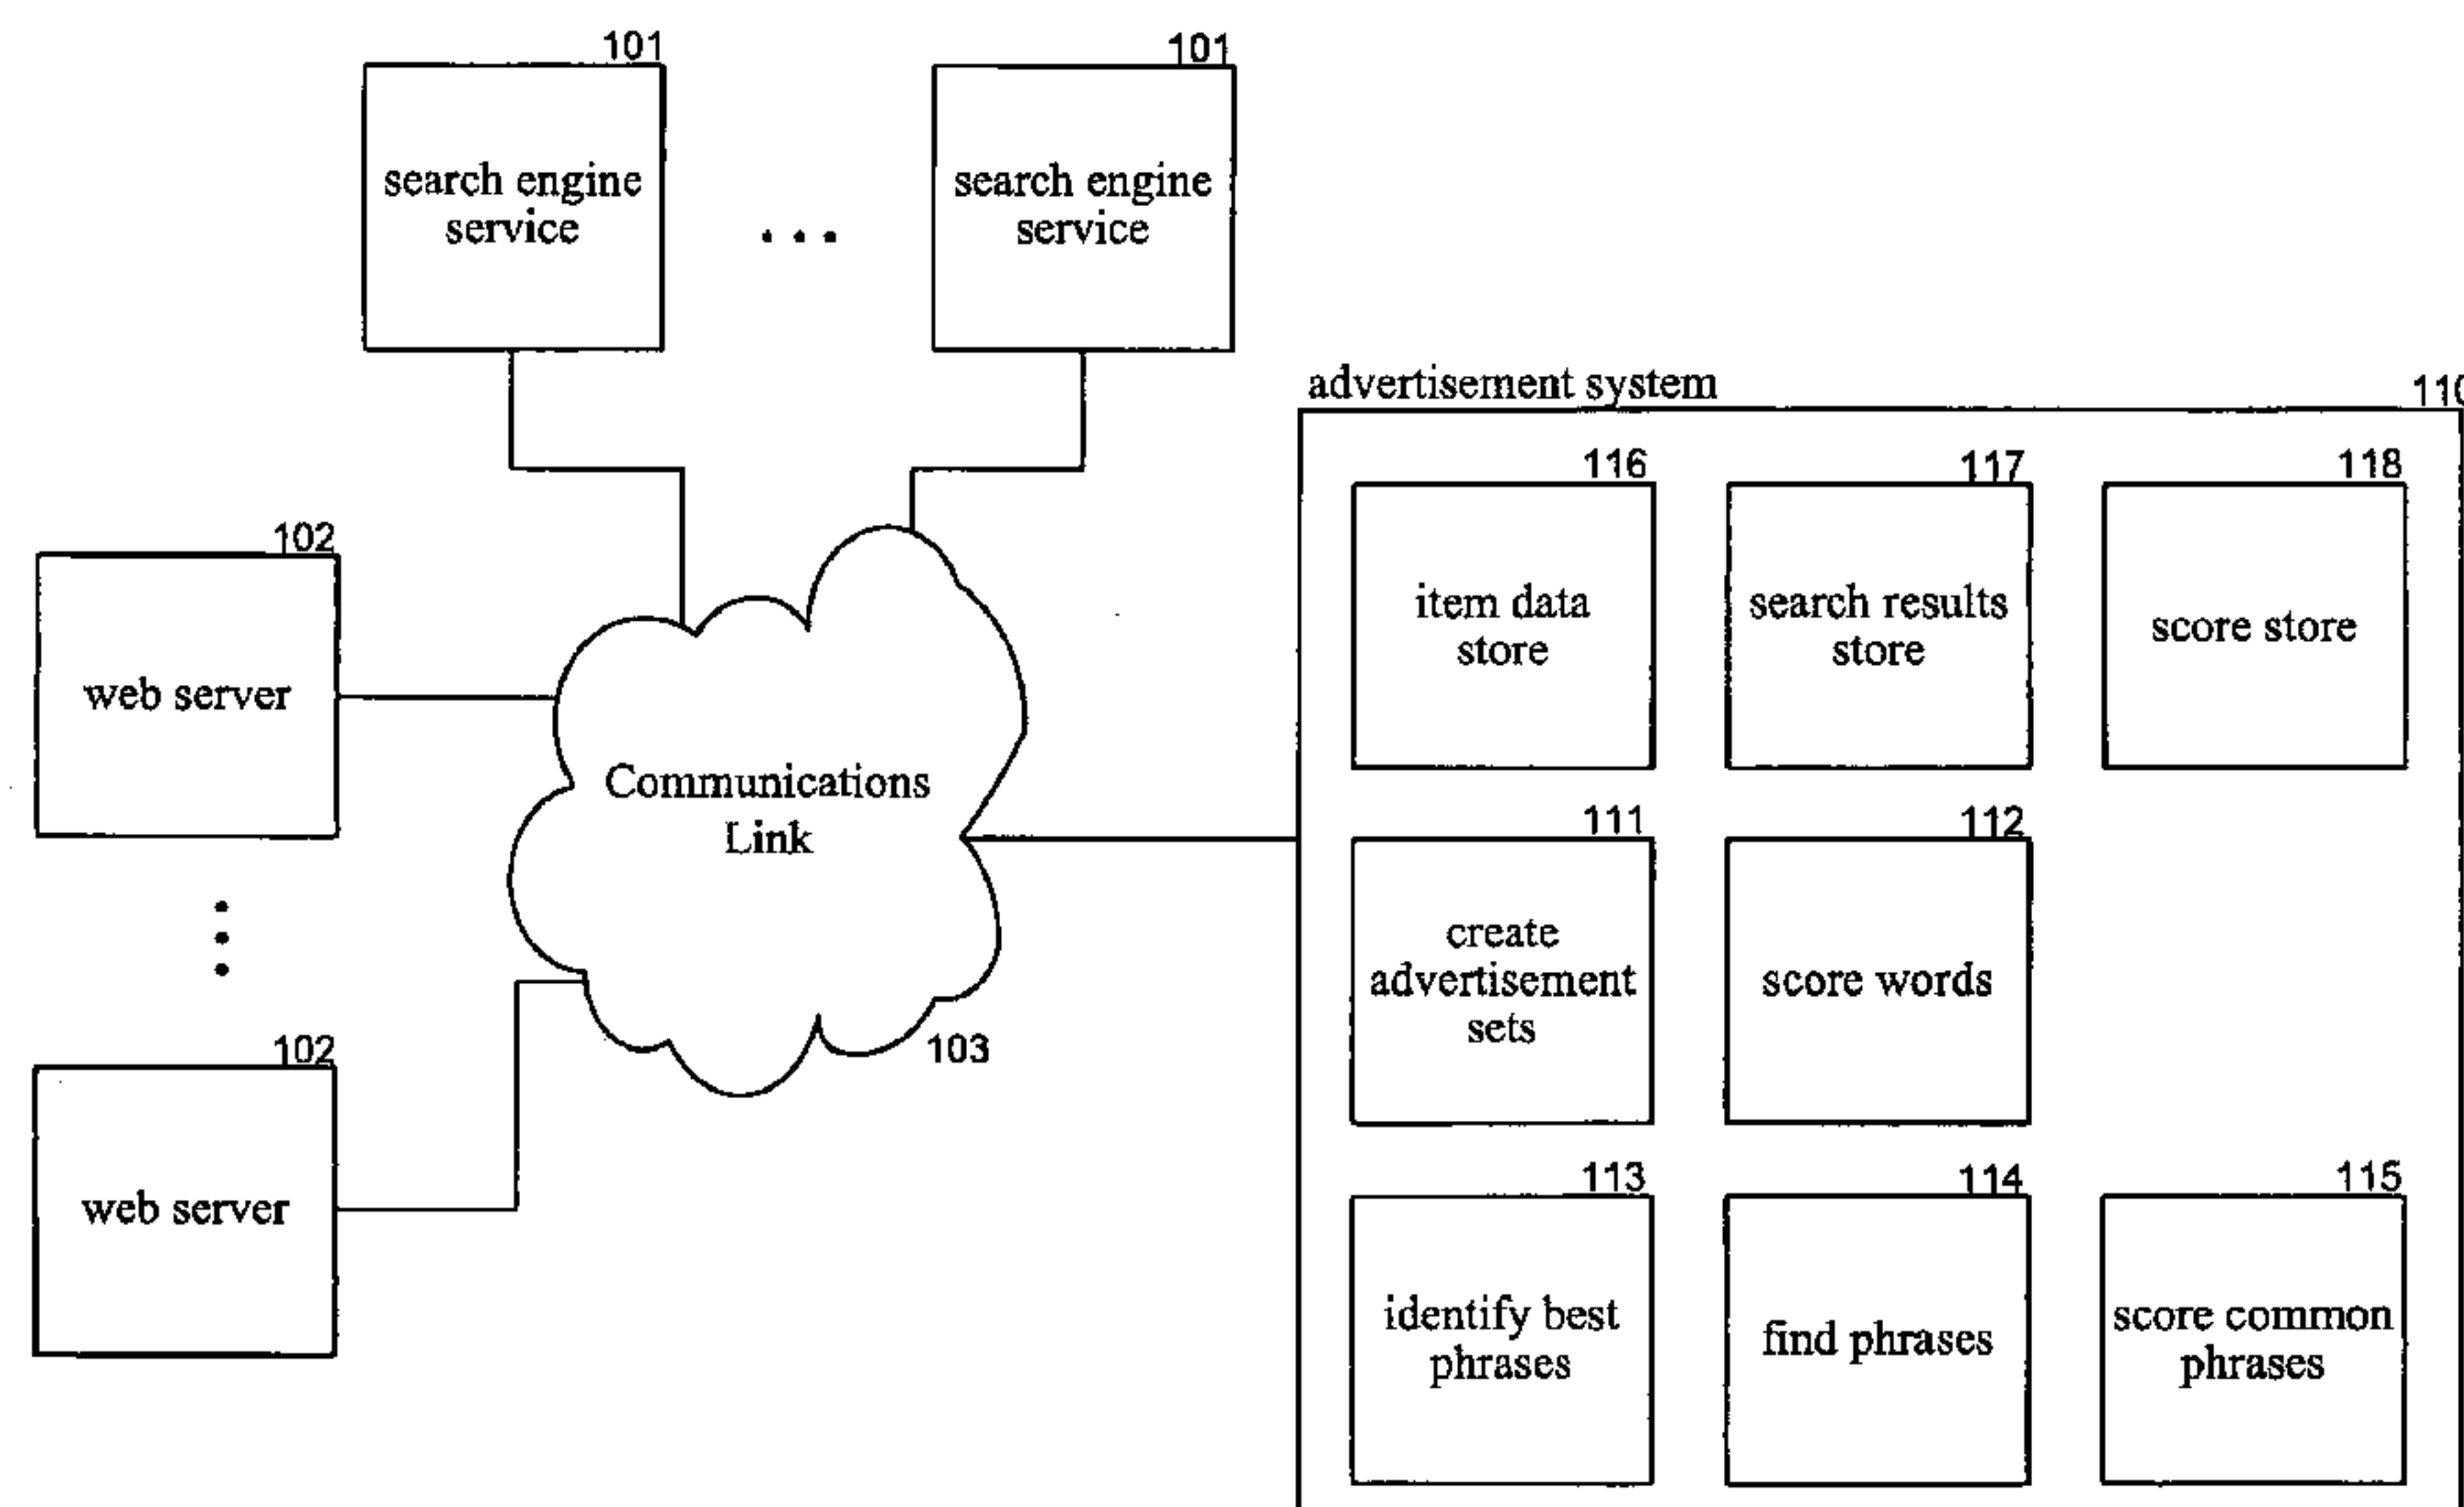 101
101
search engine
service
...
search engine
service
advertisement system
110
116
117
118
102
item data
store
search results
store
score store
web server
Communications
Link
111
112
create
advertisement
sets
score words
103
102
113
114
115
web server
identify best
phrases
find phrases
score common
phrases